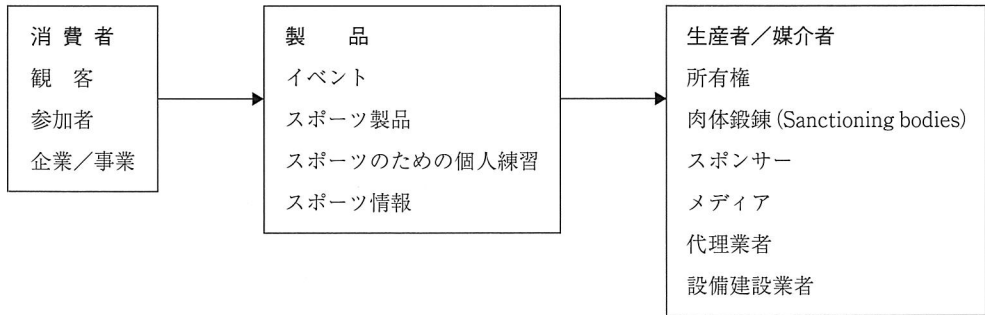 消費者
観客
参加者
企業／事業
製品
イベント
スポーツ製品
スポーツのための個人練習
スポーツ情報
生産者／媒介者
所有権
肉体鍛錬(Sanctioning bodies)
スポンサー
メディア
代理業者
設備建設業者